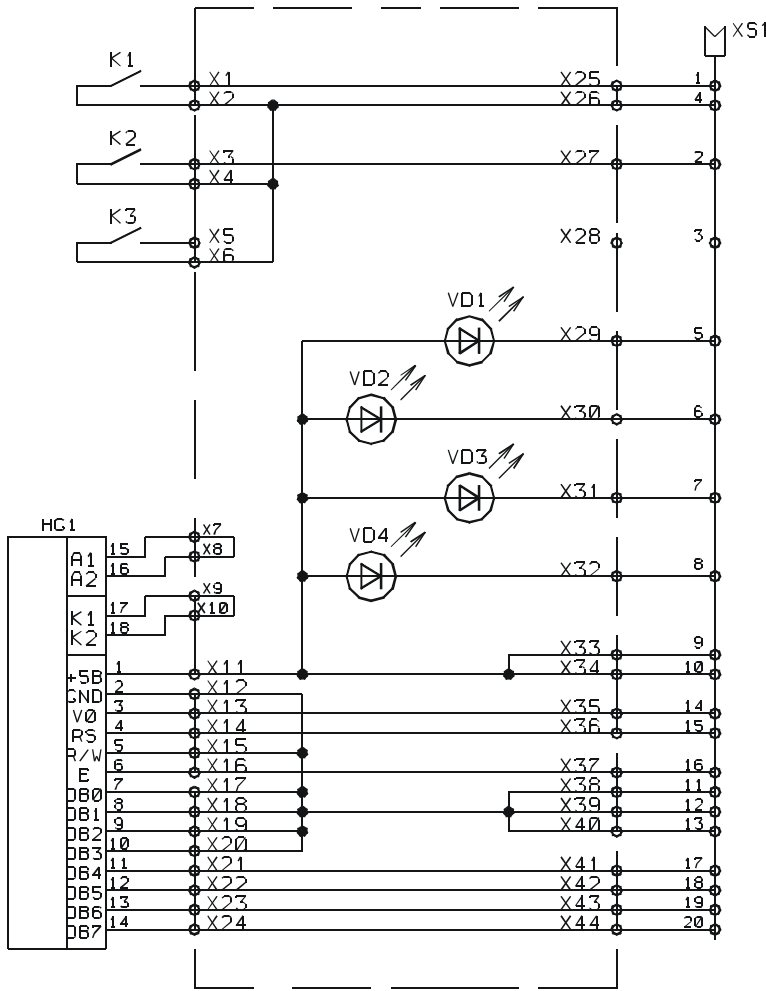 XS1
K1 X1 X25 1
X2 X26 4
K2 X3 X27 2
X4
K3 X5 X28 3
X6
VD1 X29 5
VD2 X30 6
VD3 X31 7
VD4 X32 8
HG1
A1 15 X7
A2 16 X8
K1 17 X9
K2 18 X10
X33 9
+5B 1 X11 X34 10
GND 2 X12
V0 3 X13 X35 14
RS 4 X14 X36 15
R/W 5 X15
E 6 X16 X37 16
DB0 7 X17 X38 11
DB1 8 X18 X39 12
DB2 9 X19 X40 13
DB3 10 X20
DB4 11 X21 X41 17
DB5 12 X22 X42 18
DB6 13 X23 X43 19
DB7 14 X24 X44 20